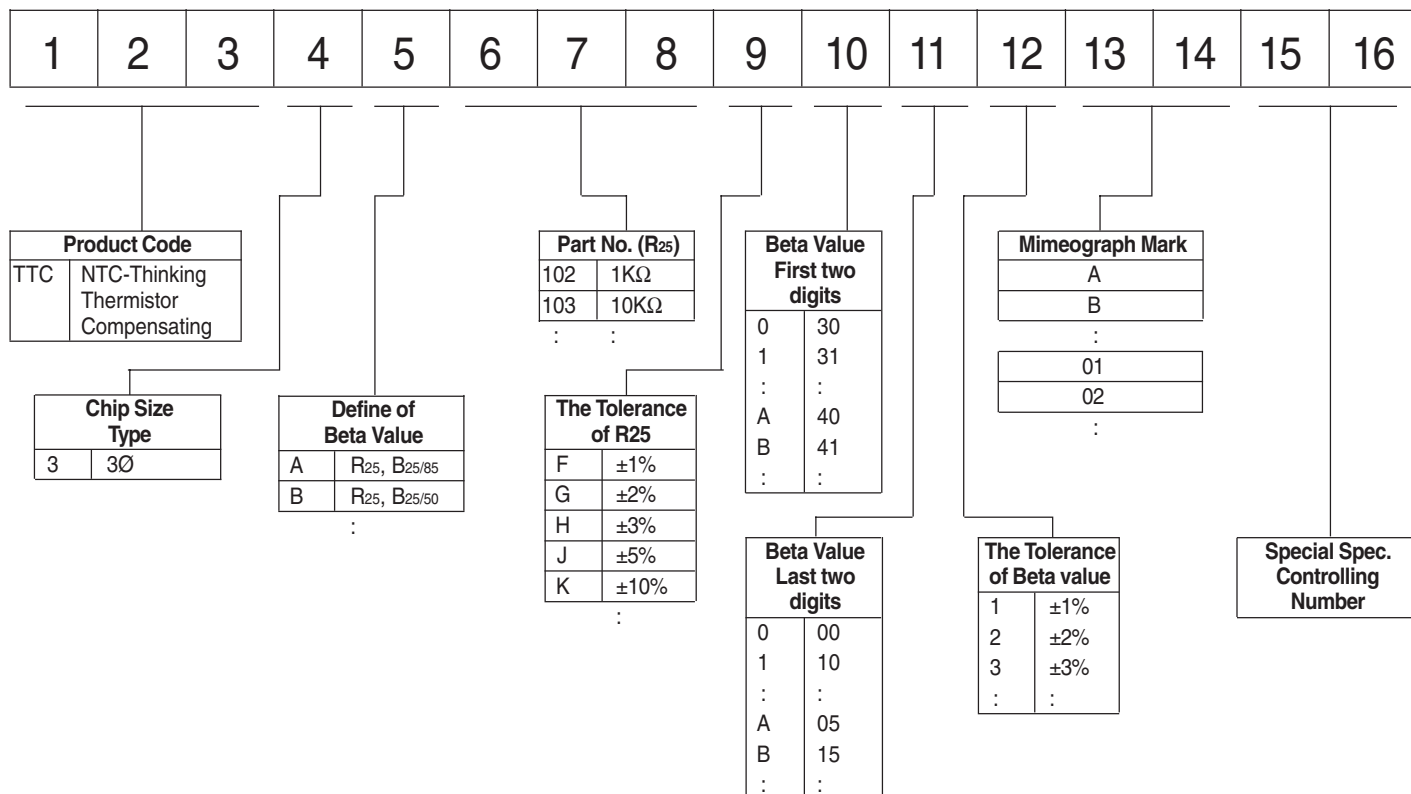 1 2 3 4 5 6 7 8 9 10 11 12 13 14 15 16
Product Code
TTC NTC-Thinking
Thermistor
Compensating
Chip Size
Type
3 3Ø
Define of
Beta Value
A R25, B25/85
B R25, B25/50
:
Part No. (R25)
102 1KΩ
103 10KΩ
: :
The Tolerance
of R25
F ±1%
G ±2%
H ±3%
J ±5%
K ±10%
:
Beta Value
First two
digits
0 30
1 31
: :
A 40
B 41
: :
Beta Value
Last two
digits
0 00
1 10
: :
A 05
B 15
: :
The Tolerance
of Beta value
1 ±1%
2 ±2%
3 ±3%
: :
Mimeograph Mark
A
B
:
01
02
:
Special Spec.
Controlling
Number